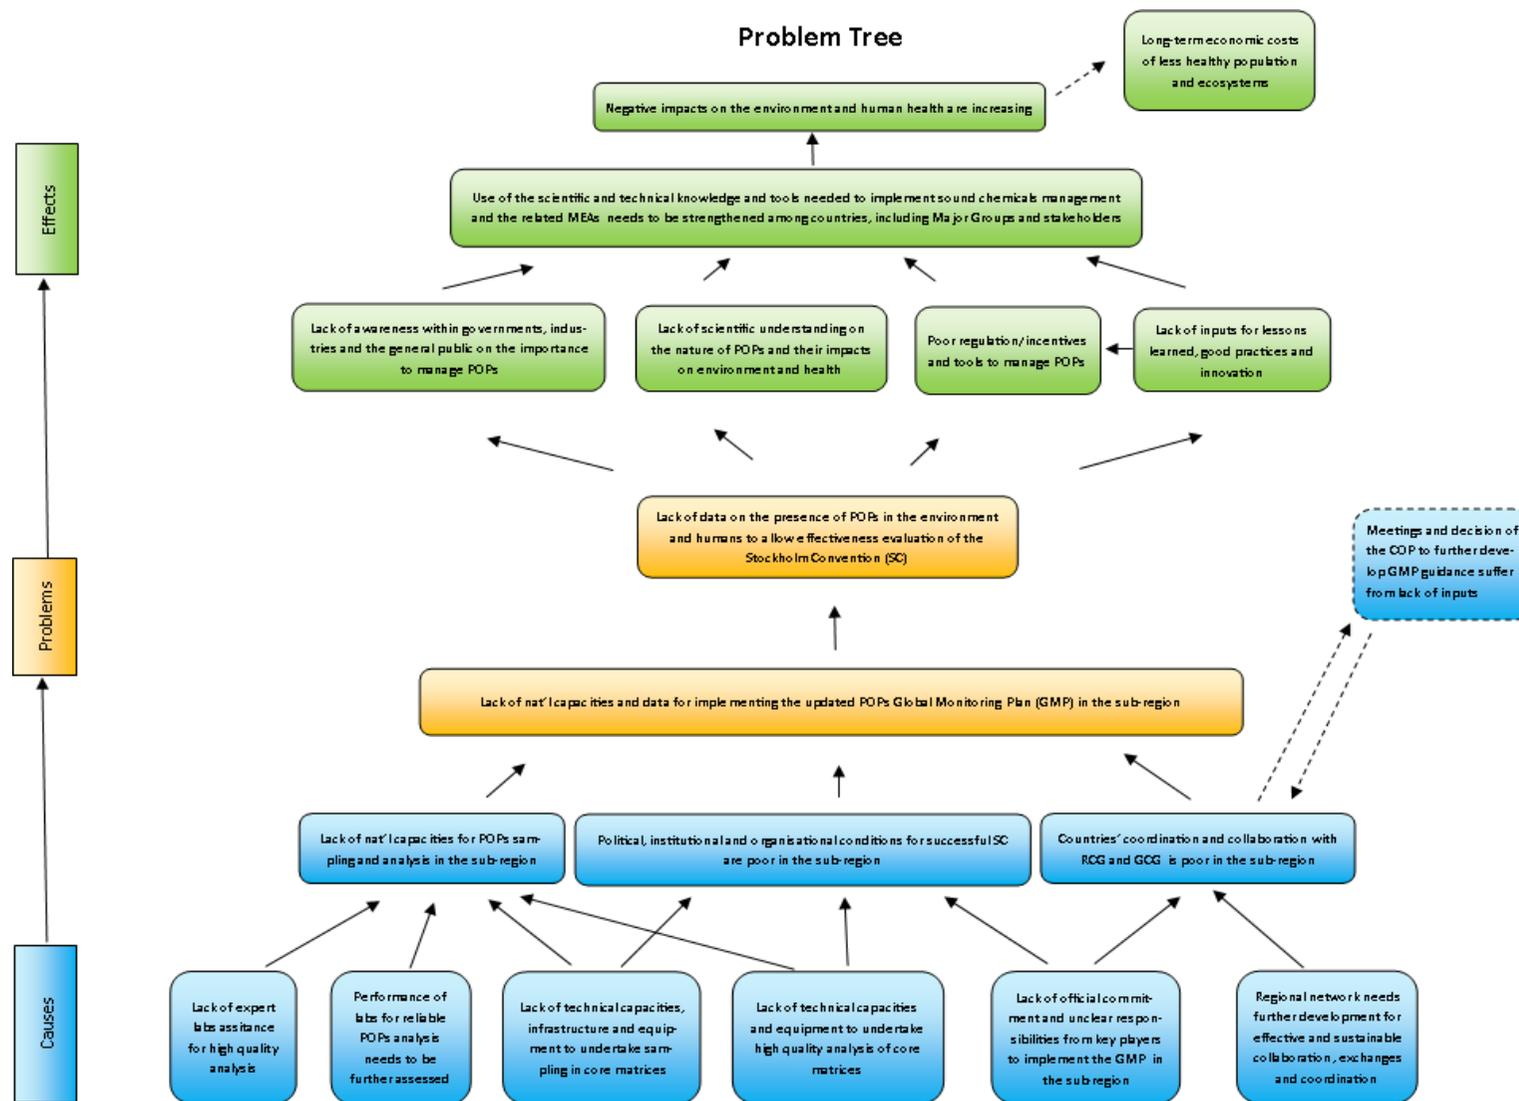 Problem Tree
Long-term economic costs
of less healthy population
and ecosystems
Negative impacts on the environment and human health are increasing
Effects
Use of the scientific and technical knowledge and tools needed to implement sound chemicals management
and the related MEAs needs to be strengthened among countries, including Major Groups and stakeholders
Lack of awareness within governments, indus-
tries and the general public on the importance
to manage POPs
Lack of scientific understanding on
the nature of POPs and their impacts
on environment and health
Poor regulation/incentives
and tools to manage POPs
Lack of inputs for lessons
learned, good practices and
innovation
Lack of data on the presence of POPs in the environment
and humans to allow effectiveness evaluation of the
Stockholm Convention (SC)
Meetings and decision of
the COP to further deve-
lop GMP guidance suffer
from lack of inputs
Problems
Lack of nat'l capacities and data for implementing the updated POPs Global Monitoring Plan (GMP) in the sub-region
Lack of nat'l capacities for POPs sam-
pling and analysis in the sub-region
Political, institutional and organisational conditions for successful SC
are poor in the sub-region
Countries' coordination and collaboration with
RCG and GCG is poor in the sub-region
Causes
Lack of expert
labs assitance
for high quality
analysis
Performance of
labs for reliable
POPs analysis
needs to be
further assessed
Lack of technical capacities,
infrastructure and equip-
ment to undertake sam-
pling in core matrices
Lack of technical capacities
and equipment to undertake
high quality analysis of core
matrices
Lack of official commit-
ment and unclear respon-
sibilities from key players
to implement the GMP in
the sub-region
Regional network needs
further development for
effective and sustainable
collaboration, exchanges
and coordination